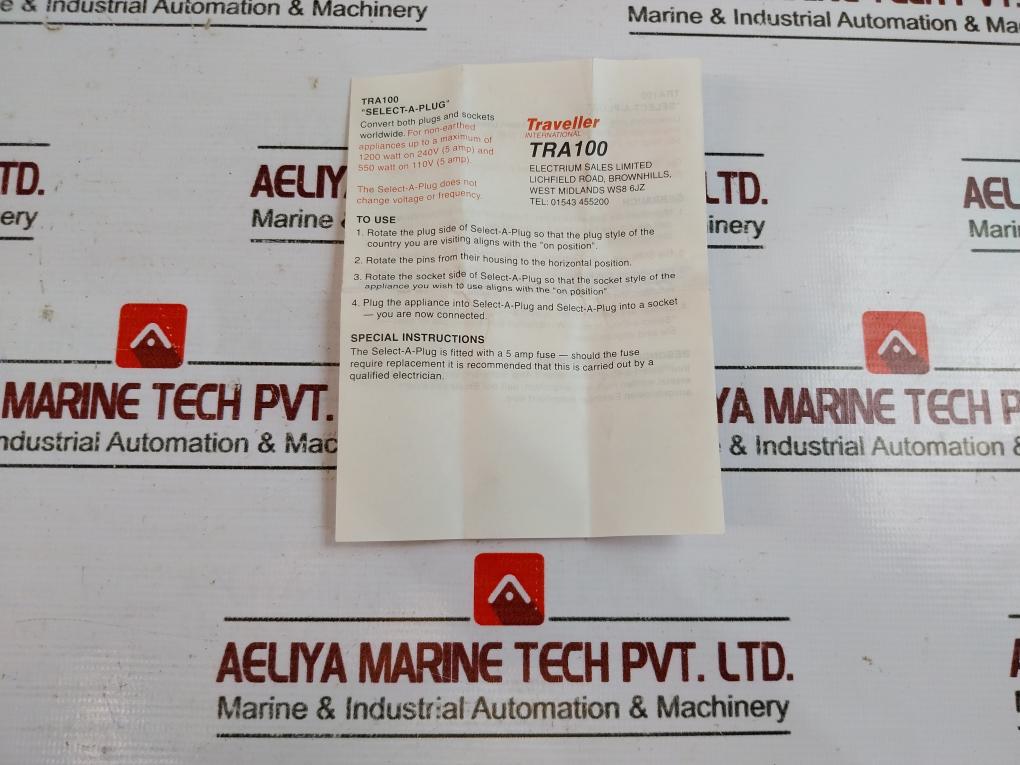 e & Industrial Automation & Machinery
Marine & Industrial Automation & Ma
TD.
ery
AELIY
Marine
LTD.
inery
AEL
Mari
TRA100
"SELECT-A-PLUG"
Convert both plugs and sockets
worldwide. For non-earthed
appliances up to a maximum of
1200 watt on 240V (5 amp) and
550 watt on 110V (5 amp).
The Select-A-Plug does not
change voltage or frequency.
Traveller
INTERNATIONAL
TRA100
ELECTRIUM SALES LIMITED
LICHFIELD ROAD, BROWNHILLS,
WEST MIDLANDS WS8 6JZ
TEL: 01543 455200
TO USE
1. Rotate the plug side of Select-A-Plug so that the plug style of the
country you are visiting aligns with the "on position".
2. Rotate the pins from their housing to the horizontal position.
3. Rotate the socket side of Select-A-Plug so that the socket style of the
appliance you wish to use aligns with the "on position"
4. Plug the appliance into Select-A-Plug and Select-A-Plug into a socket
— you are now connected.
SPECIAL INSTRUCTIONS
The Select-A-Plug is fitted with a 5 amp fuse — should the fuse
require replacement it is recommended that this is carried out by a
qualified electrician.
MARINE TECH PVT.
ndustrial Automation & Mac
YA MARINE TECH P
& Industrial Automation &
AELIYA MARINE TECH PVT. LTD.
Marine & Industrial Automation & Machinery